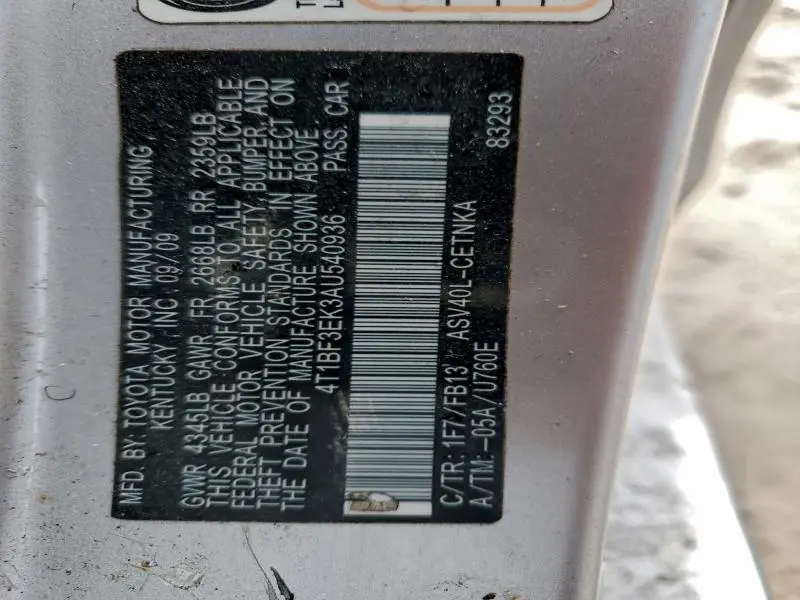 MFD. BY: TOYOTA MOTOR MANUFACTURING
KENTUCKY, INC 09/09
GVWR 4345LB GAWR FR 2668LB RR 2359LB
THIS VEHICLE CONFORMS TO ALL APPLICABLE
FEDERAL MOTOR VEHICLE SAFETY, BUMPER, AND
THEFT PREVENTION STANDARDS IN EFFECT ON
THE DATE OF MANUFACTURE SHOWN ABOVE.
4T1BF3EK3AU540936 PASS. CAR
C/TR: 1F7/FB13 ASV40L-CETNKA
A/TM: -05A/U760E 83293